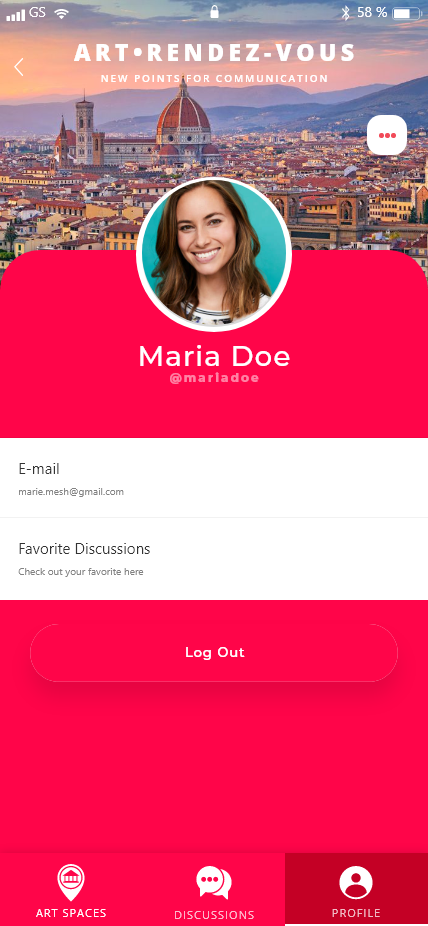 GS 58 %
ART•RENDEZ-VOUS
NEW POINTS FOR COMMUNICATION
Maria Doe
@mariadoe
E-mail
marie.mesh@gmail.com
Favorite Discussions
Check out your favorite here
Log Out
ART SPACES DISCUSSIONS PROFILE